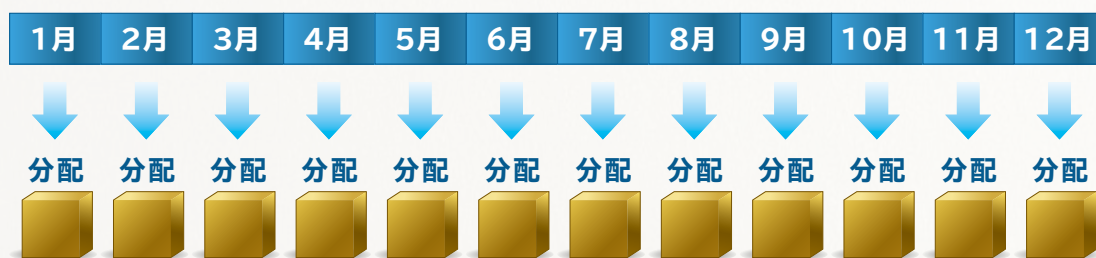 1月 2月 3月 4月 5月 6月 7月 8月 9月 10月 11月 12月
分配 分配 分配 分配 分配 分配 分配 分配 分配 分配 分配 分配